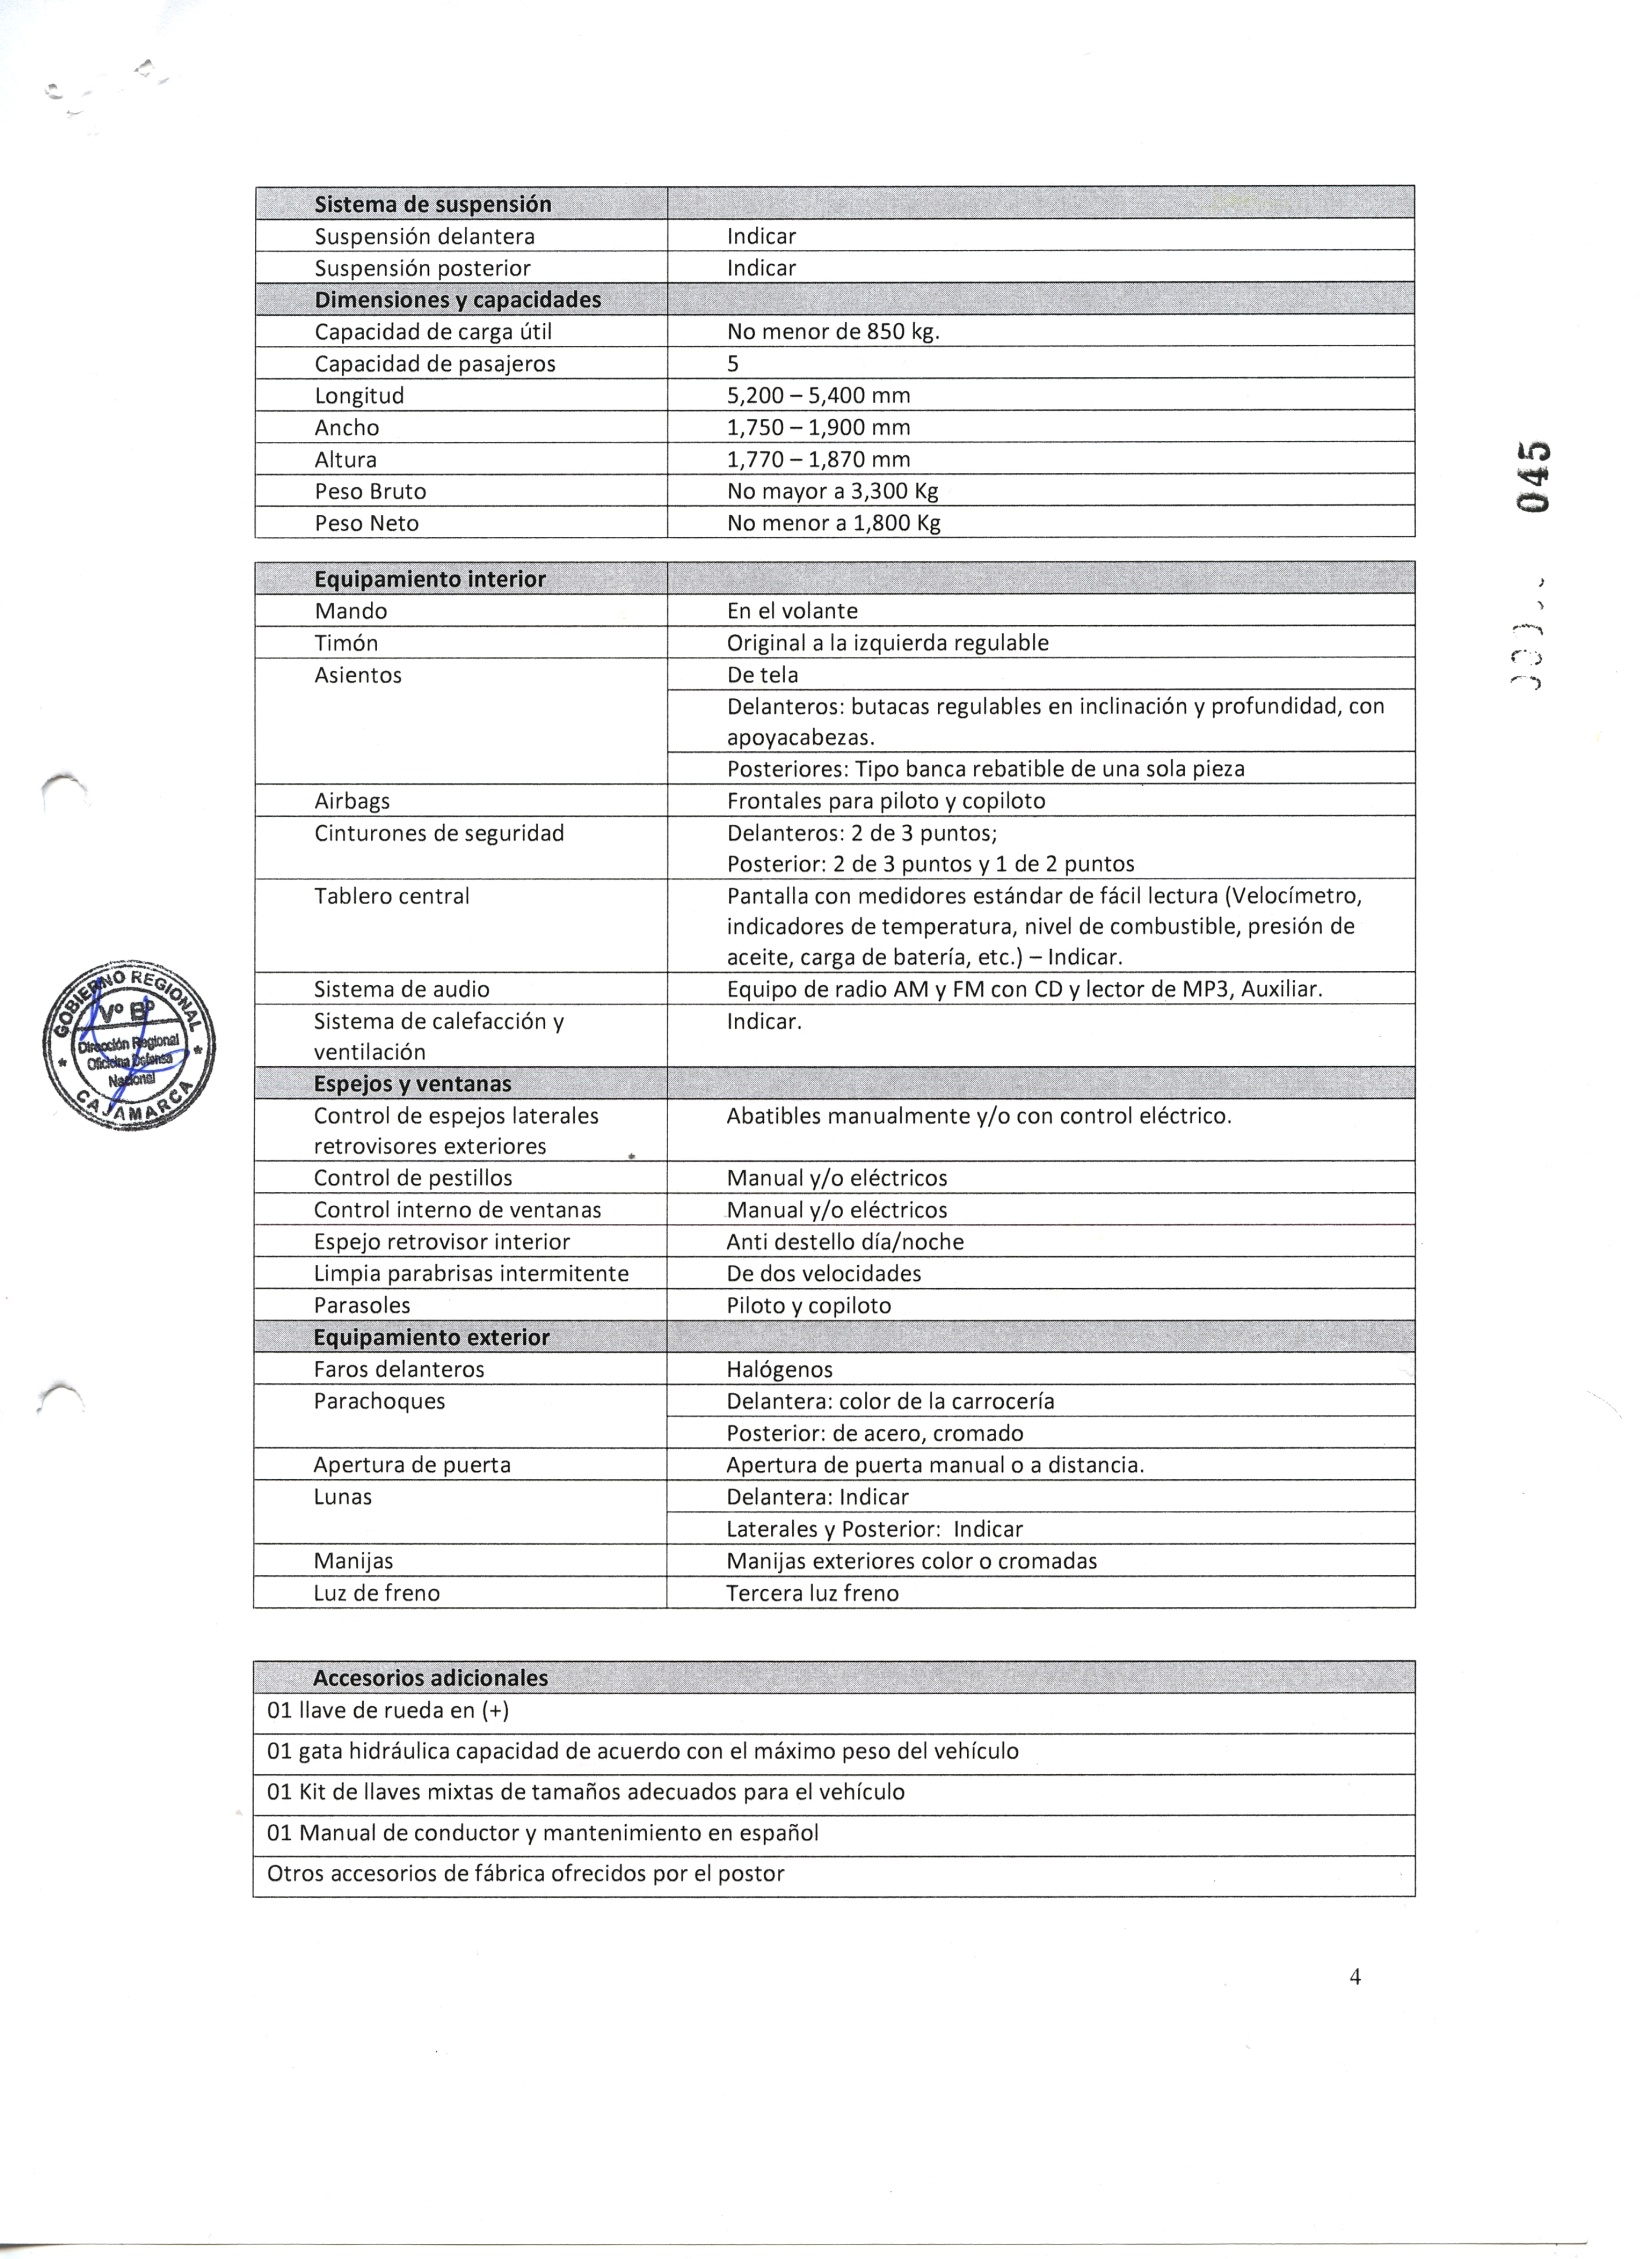 Sistema de suspensión
Suspensión delantera Indicar
Suspensión posterior Indicar
Dimensiones y capacidades
Capacidad de carga útil No menor de 850 kg.
Capacidad de pasajeros 5
Longitud 5,200 – 5,400 mm
Ancho 1,750 – 1,900 mm
Altura 1,770 – 1,870 mm
Peso Bruto No mayor a 3,300 Kg
Peso Neto No menor a 1,800 Kg
045
Equipamiento interior
Mando En el volante
Timón Original a la izquierda regulable
Asientos De tela
Delanteros: butacas regulables en inclinación y profundidad, con
apoyacabezas.
Posteriores: Tipo banca rebatible de una sola pieza
Airbags Frontales para piloto y copiloto
Cinturones de seguridad Delanteros: 2 de 3 puntos;
Posterior: 2 de 3 puntos y 1 de 2 puntos
Tablero central Pantalla con medidores estándar de fácil lectura (Velocímetro,
indicadores de temperatura, nivel de combustible, presión de
aceite, carga de batería, etc.) – Indicar.
Sistema de audio Equipo de radio AM y FM con CD y lector de MP3, Auxiliar.
Sistema de calefacción y Indicar.
ventilación
GOBIERNO REGIONAL
Vº Bº
Dirección Regional
Oficina Defensa
Nacional
CAJAMARCA
Espejos y ventanas
Control de espejos laterales Abatibles manualmente y/o con control eléctrico.
retrovisores exteriores
Control de pestillos Manual y/o eléctricos
Control interno de ventanas Manual y/o eléctricos
Espejo retrovisor interior Anti destello día/noche
Limpia parabrisas intermitente De dos velocidades
Parasoles Piloto y copiloto
Equipamiento exterior
Faros delanteros Halógenos
Parachoques Delantera: color de la carrocería
Posterior: de acero, cromado
Apertura de puerta Apertura de puerta manual o a distancia.
Lunas Delantera: Indicar
Laterales y Posterior: Indicar
Manijas Manijas exteriores color o cromadas
Luz de freno Tercera luz freno
Accesorios adicionales
01 llave de rueda en (+)
01 gata hidráulica capacidad de acuerdo con el máximo peso del vehículo
01 Kit de llaves mixtas de tamaños adecuados para el vehículo
01 Manual de conductor y mantenimiento en español
Otros accesorios de fábrica ofrecidos por el postor
4